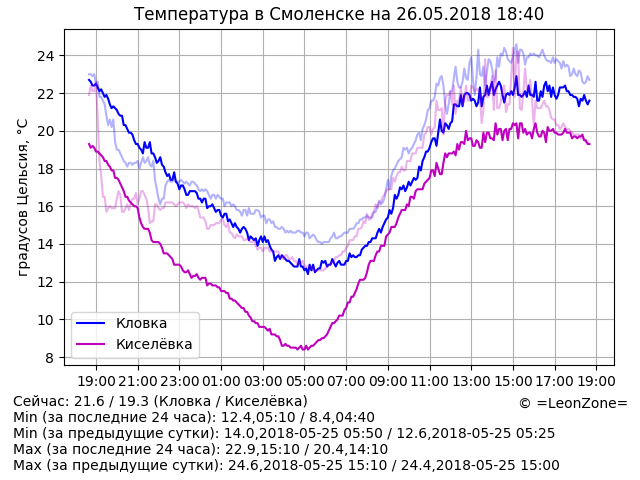 Температура в Смоленске на 26.05.2018 18:40
градусов Цельсия, °C
24
22
20
18
16
14
12
10
8
Кловка
Киселёвка
19:00 21:00 23:00 01:00 03:00 05:00 07:00 09:00 11:00 13:00 15:00 17:00 19:00
Сейчас: 21.6 / 19.3 (Кловка / Киселёвка)
© =LeonZone=
Min (за последние 24 часа): 12.4,05:10 / 8.4,04:40
Min (за предыдущие сутки): 14.0,2018-05-25 05:50 / 12.6,2018-05-25 05:25
Max (за последние 24 часа): 22.9,15:10 / 20.4,14:10
Max (за предыдущие сутки): 24.6,2018-05-25 15:10 / 24.4,2018-05-25 15:00